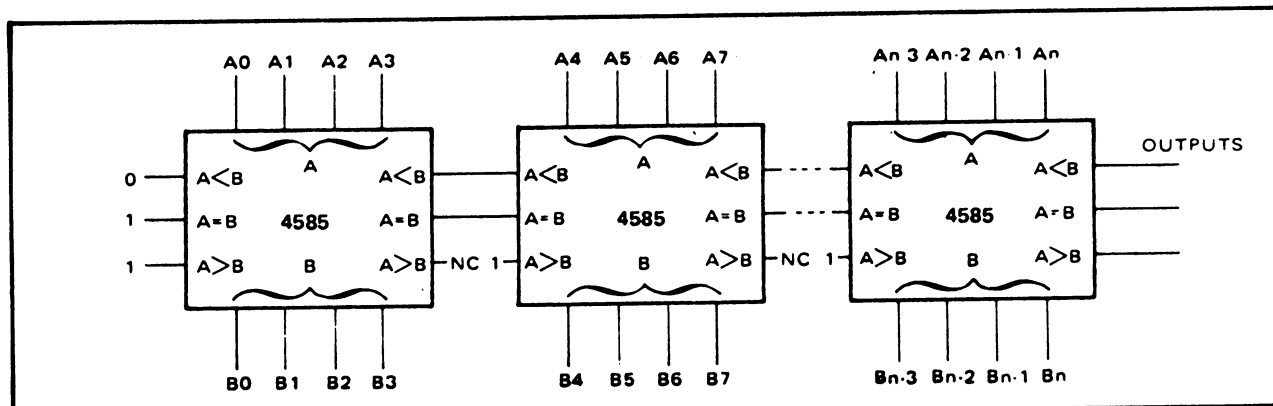 A0 A1 A2 A3 A4 A5 A6 A7 An-3 An-2 An-1 An
OUTPUTS
A A A
0 A<B A<B A<B A<B A<B A<B
1 A=B 4585 A=B A=B 4585 A=B A=B 4585 A=B
1 A>B B A>B NC 1 A>B B A>B NC 1 A>B B A>B
B0 B1 B2 B3 B4 B5 B6 B7 Bn-3 Bn-2 Bn-1 Bn